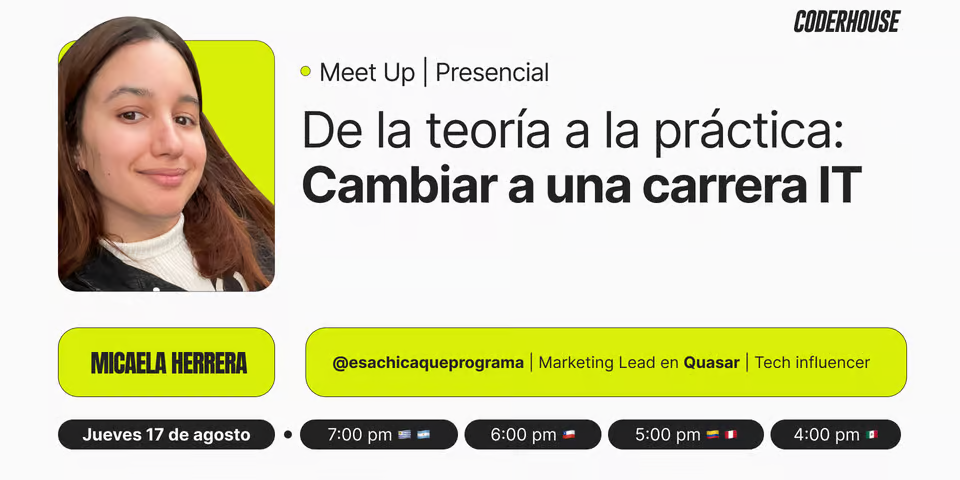 CODERHOUSE
Meet Up | Presencial
De la teoría a la práctica:
Cambiar a una carrera IT
MICAELA HERRERA
@esachicaqueprograma | Marketing Lead en Quasar | Tech influencer
Jueves 17 de agosto • 7:00 pm 6:00 pm 5:00 pm 4:00 pm